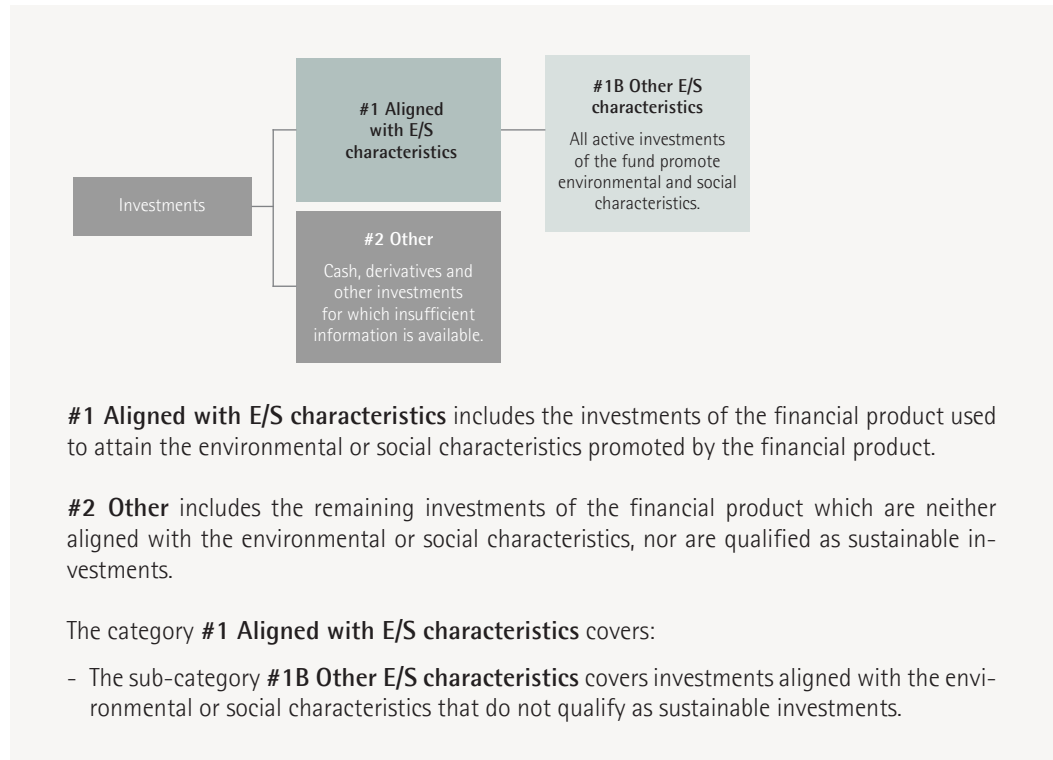 Investments
#1 Aligned
with E/S
characteristics
#1B Other E/S
characteristics
All active investments
of the fund promote
environmental and social
characteristics.
#2 Other
Cash, derivatives and
other investments
for which insufficient
information is available.
#1 Aligned with E/S characteristics includes the investments of the financial product used
to attain the environmental or social characteristics promoted by the financial product.
#2 Other includes the remaining investments of the financial product which are neither
aligned with the environmental or social characteristics, nor are qualified as sustainable in-
vestments.
The category #1 Aligned with E/S characteristics covers:
- The sub-category #1B Other E/S characteristics covers investments aligned with the envi-
ronmental or social characteristics that do not qualify as sustainable investments.